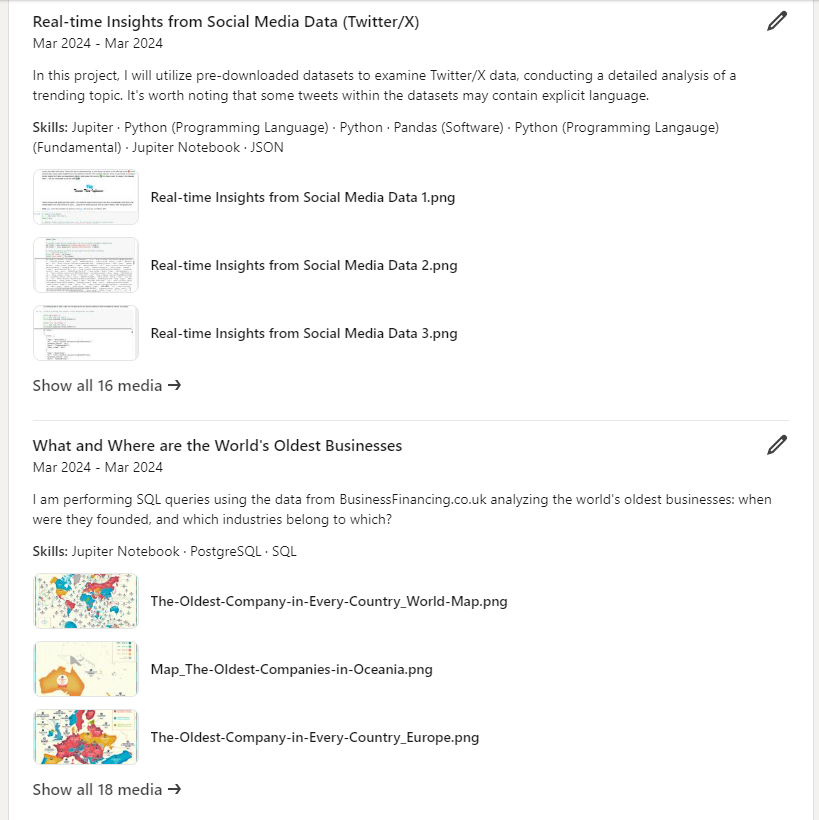 Real-time Insights from Social Media Data (Twitter/X)
Mar 2024 - Mar 2024
In this project, I will utilize pre-downloaded datasets to examine Twitter/X data, conducting a detailed analysis of a
trending topic. It's worth noting that some tweets within the datasets may contain explicit language.
Skills: Jupiter · Python (Programming Language) · Python · Pandas (Software) · Python (Programming Langauge)
(Fundamental) · Jupiter Notebook · JSON
Real-time Insights from Social Media Data 1.png
Real-time Insights from Social Media Data 2.png
Real-time Insights from Social Media Data 3.png
Show all 16 media →
What and Where are the World's Oldest Businesses
Mar 2024 - Mar 2024
I am performing SQL queries using the data from BusinessFinancing.co.uk analyzing the world's oldest businesses: when
were they founded, and which industries belong to which?
Skills: Jupiter Notebook · PostgreSQL · SQL
The-Oldest-Company-in-Every-Country_World-Map.png
Map_The-Oldest-Companies-in-Oceania.png
The-Oldest-Company-in-Every-Country_Europe.png
Show all 18 media →